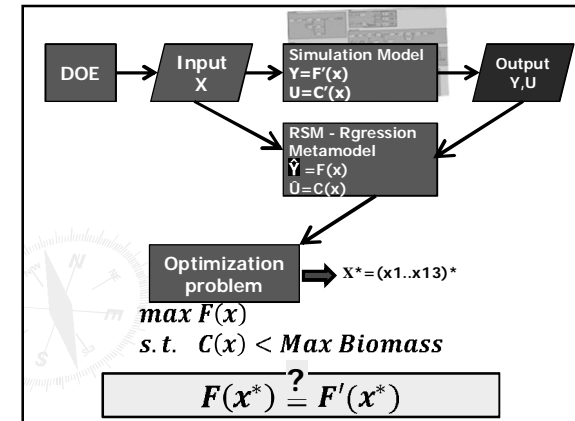 DOE
Input
X
Simulation Model
Y=F'(x)
U=C'(x)
Output
Y,U
RSM - Rgression
Metamodel
Ŷ =F(x)
Û=C(x)
Optimization
problem
X*=(x1..x13)*
max F(x)
s.t. C(x) < Max Biomass
F(x*) ≟ F'(x*)
N
m
S